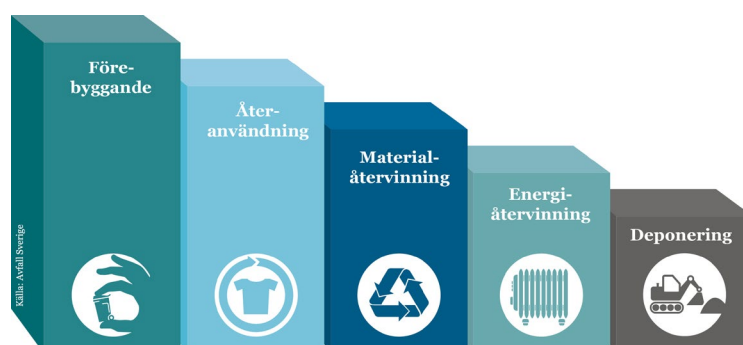 Före-
byggande
Åter-
användning
Material-
återvinning
Energi-
återvinning
Deponering
Källa: Avfall Sverige